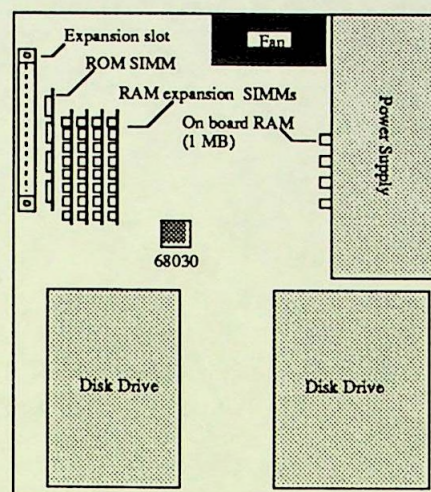 Expansion slot
Fan
ROM SIMM
RAM expansion SIMMs
On board RAM
(1 MB)
Power Supply
68030
Disk Drive
Disk Drive